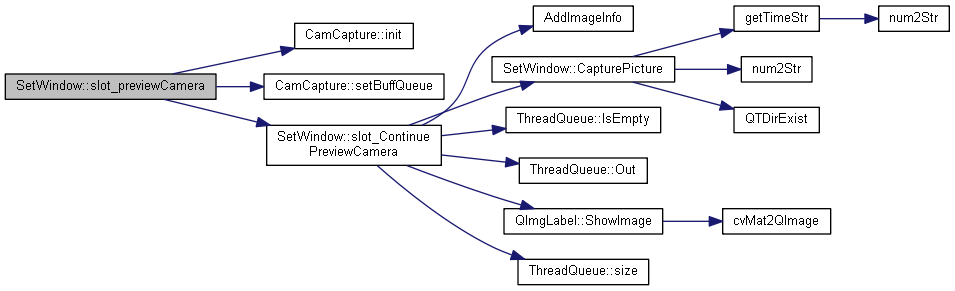 SetWindow::slot_previewCamera
CamCapture::init
CamCapture::setBuffQueue
SetWindow::slot_Continue
PreviewCamera
AddImageInfo
SetWindow::CapturePicture
getTimeStr
num2Str
num2Str
QTDirExist
ThreadQueue::IsEmpty
ThreadQueue::Out
QImgLabel::ShowImage
cvMat2QImage
ThreadQueue::size